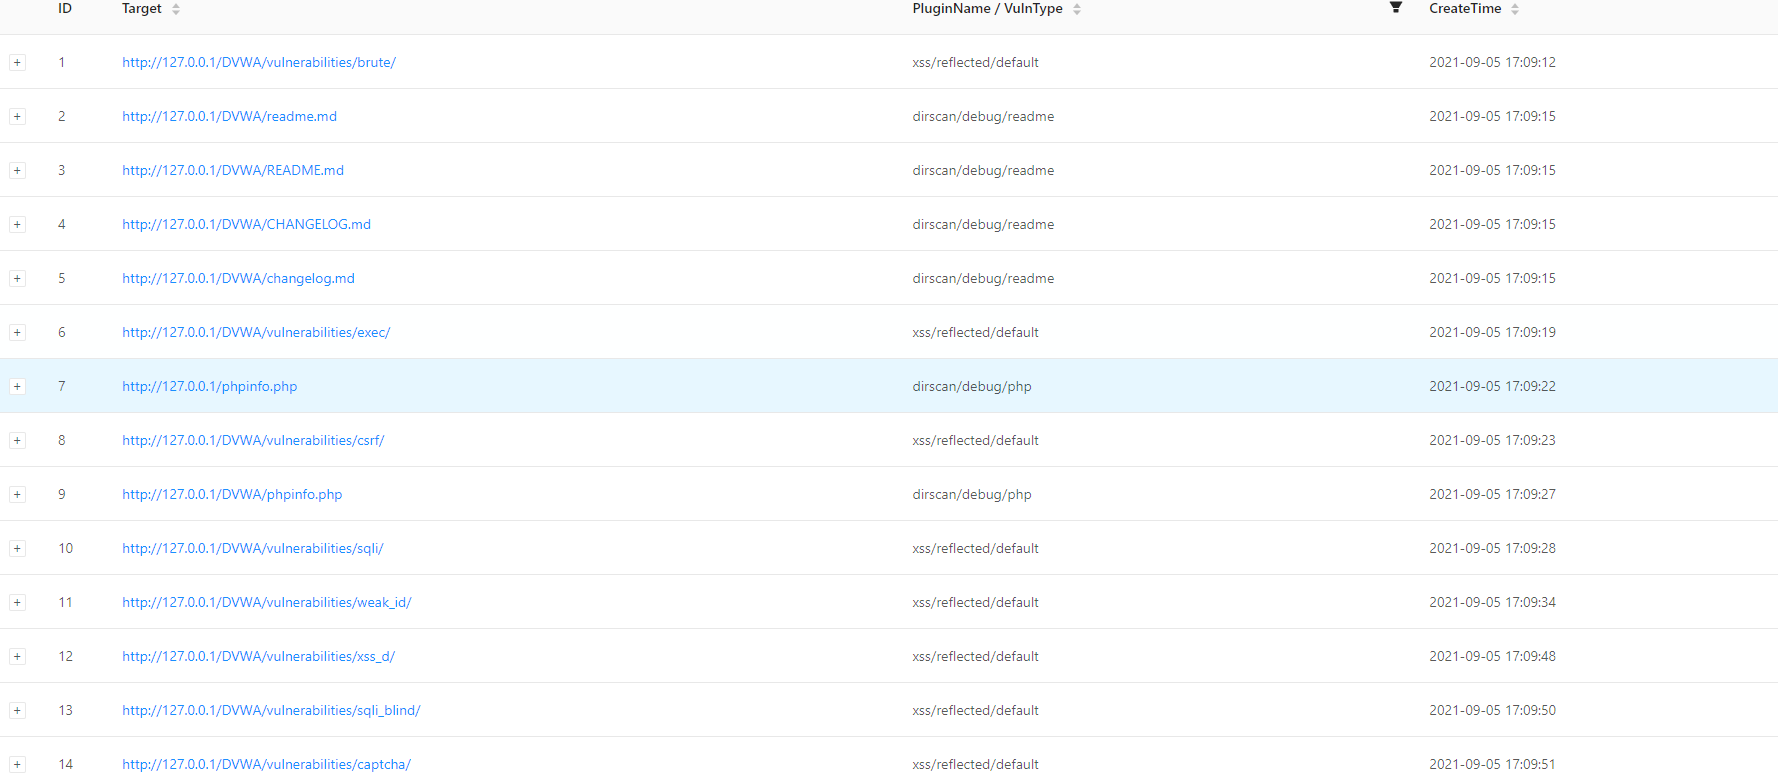 ID Target PluginName / VulnType CreateTime
+ 1 http://127.0.0.1/DVWA/vulnerabilities/brute/ xss/reflected/default 2021-09-05 17:09:12
+ 2 http://127.0.0.1/DVWA/readme.md dirscan/debug/readme 2021-09-05 17:09:15
+ 3 http://127.0.0.1/DVWA/README.md dirscan/debug/readme 2021-09-05 17:09:15
+ 4 http://127.0.0.1/DVWA/CHANGELOG.md dirscan/debug/readme 2021-09-05 17:09:15
+ 5 http://127.0.0.1/DVWA/changelog.md dirscan/debug/readme 2021-09-05 17:09:15
+ 6 http://127.0.0.1/DVWA/vulnerabilities/exec/ xss/reflected/default 2021-09-05 17:09:19
+ 7 http://127.0.0.1/phpinfo.php dirscan/debug/php 2021-09-05 17:09:22
+ 8 http://127.0.0.1/DVWA/vulnerabilities/csrf/ xss/reflected/default 2021-09-05 17:09:23
+ 9 http://127.0.0.1/DVWA/phpinfo.php dirscan/debug/php 2021-09-05 17:09:27
+ 10 http://127.0.0.1/DVWA/vulnerabilities/sqli/ xss/reflected/default 2021-09-05 17:09:28
+ 11 http://127.0.0.1/DVWA/vulnerabilities/weak_id/ xss/reflected/default 2021-09-05 17:09:34
+ 12 http://127.0.0.1/DVWA/vulnerabilities/xss_d/ xss/reflected/default 2021-09-05 17:09:48
+ 13 http://127.0.0.1/DVWA/vulnerabilities/sqli_blind/ xss/reflected/default 2021-09-05 17:09:50
+ 14 http://127.0.0.1/DVWA/vulnerabilities/captcha/ xss/reflected/default 2021-09-05 17:09:51